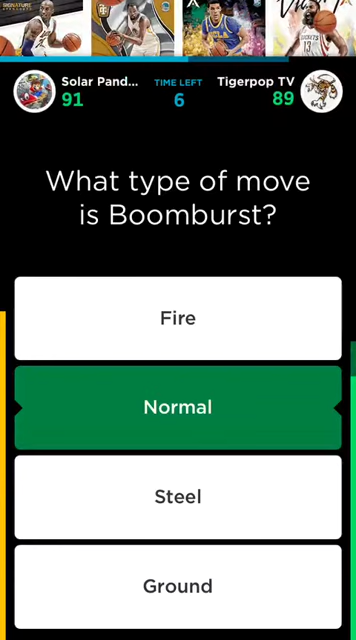 SIGNATURE
Solar Pand... TIME LEFT Tigerpop TV
91 6 89
What type of move
is Boomburst?
Fire
Normal
Steel
Ground